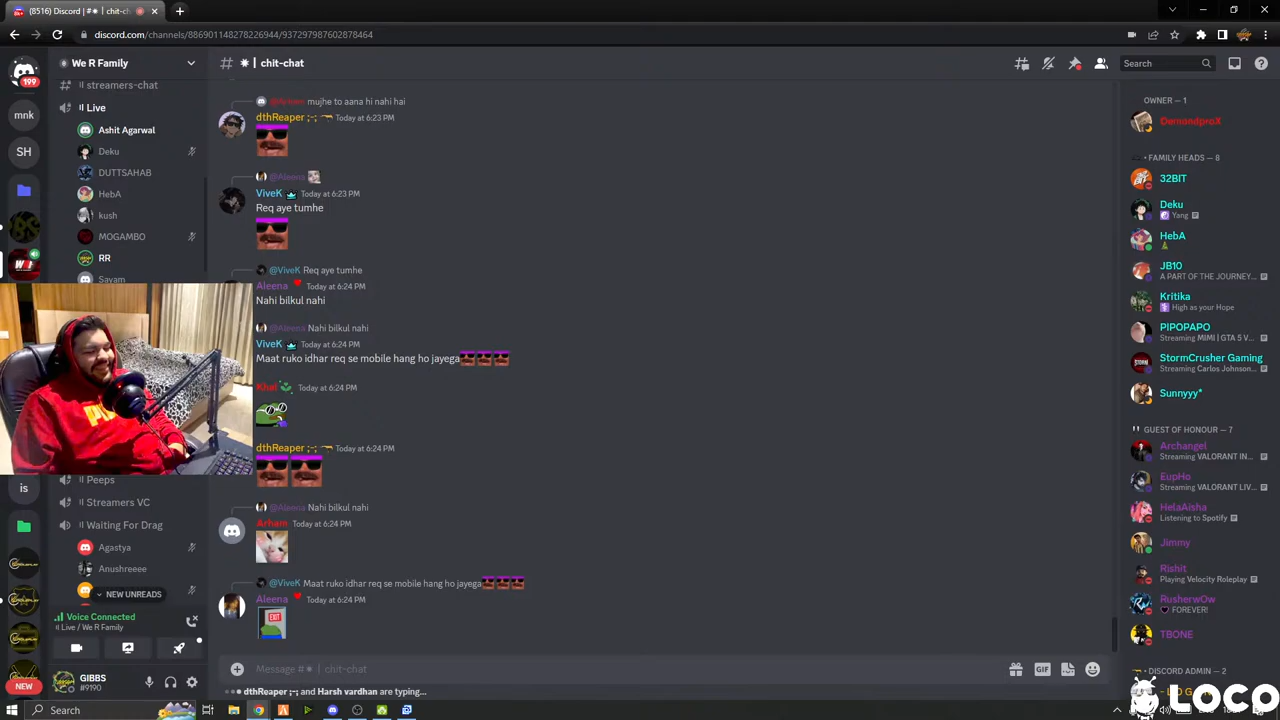 (8516) Discord | #✷ | chit-ch
discord.com/channels/886901148278226944/937297987602878464
199
We R Family
# ✷ | chit-chat
Search
streamers-chat
Live
Ashit Agarwal
Deku
DUTTSAHAB
HebA
kush
MOGAMBO
RR
Sayam
mnk
SH
is
NEW
Peeps
Streamers VC
Waiting For Drag
Agastya
Anushreeee
NEW UNREADS
Voice Connected
Live / We R Family
GIBBS
#9190
mujhe to aana hi nahi hai
dthReaper ;-; Today at 6:23 PM
@Aleena
ViveK Today at 6:23 PM
Req aye tumhe
@ViveK Req aye tumhe
Aleena Today at 6:24 PM
Nahi bilkul nahi
@Aleena Nahi bilkul nahi
ViveK Today at 6:24 PM
Maat ruko idhar req se mobile hang ho jayega
Khal Today at 6:24 PM
dthReaper ;-; Today at 6:24 PM
@Aleena Nahi bilkul nahi
Arham Today at 6:24 PM
@ViveK Maat ruko idhar req se mobile hang ho jayega
Aleena Today at 6:24 PM
EXIT
Message #✷ | chit-chat
GIF
dthReaper ;-; and Harsh vardhan are typing...
OWNER — 1
DemondproX
FAMILY HEADS — 8
32BIT
Deku
Yang
HebA
JB10
A PART OF THE JOURNEY...
Kritika
High as your Hope
PIPOPAPO
Streaming MIMI | GTA 5 V...
StormCrusher Gaming
Streaming Carlos Johnson...
Sunnyyy*
GUEST OF HONOUR — 7
Archangel
Streaming VALORANT IN...
EupHo
Streaming VALORANT LIV...
HelaAisha
Listening to Spotify
Jimmy
Rishit
Playing Velocity Roleplay
RusherwOw
FOREVER!
TBONE
DISCORD ADMIN — 2
LOCO
Search